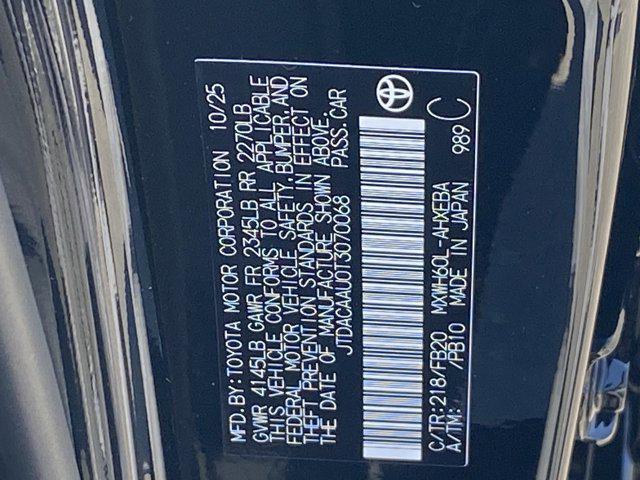 MFD.BY:TOYOTA MOTOR CORPORATION 10/25
GVWR 4145LB GAWR FR 2345LB RR 2270LB
THIS VEHICLE CONFORMS TO ALL APPLICABLE
FEDERAL MOTOR VEHICLE SAFETY,BUMPER,AND
THEFT PREVENTION STANDARDS IN EFFECT ON
THE DATE OF MANUFACTURE SHOWN ABOVE.
JTDACAAU0T3070068 PASS.CAR
C/TR:218/FB20 MXWH60L-AHXEBA
A/TM: /PB10 MADE IN JAPAN 989 C